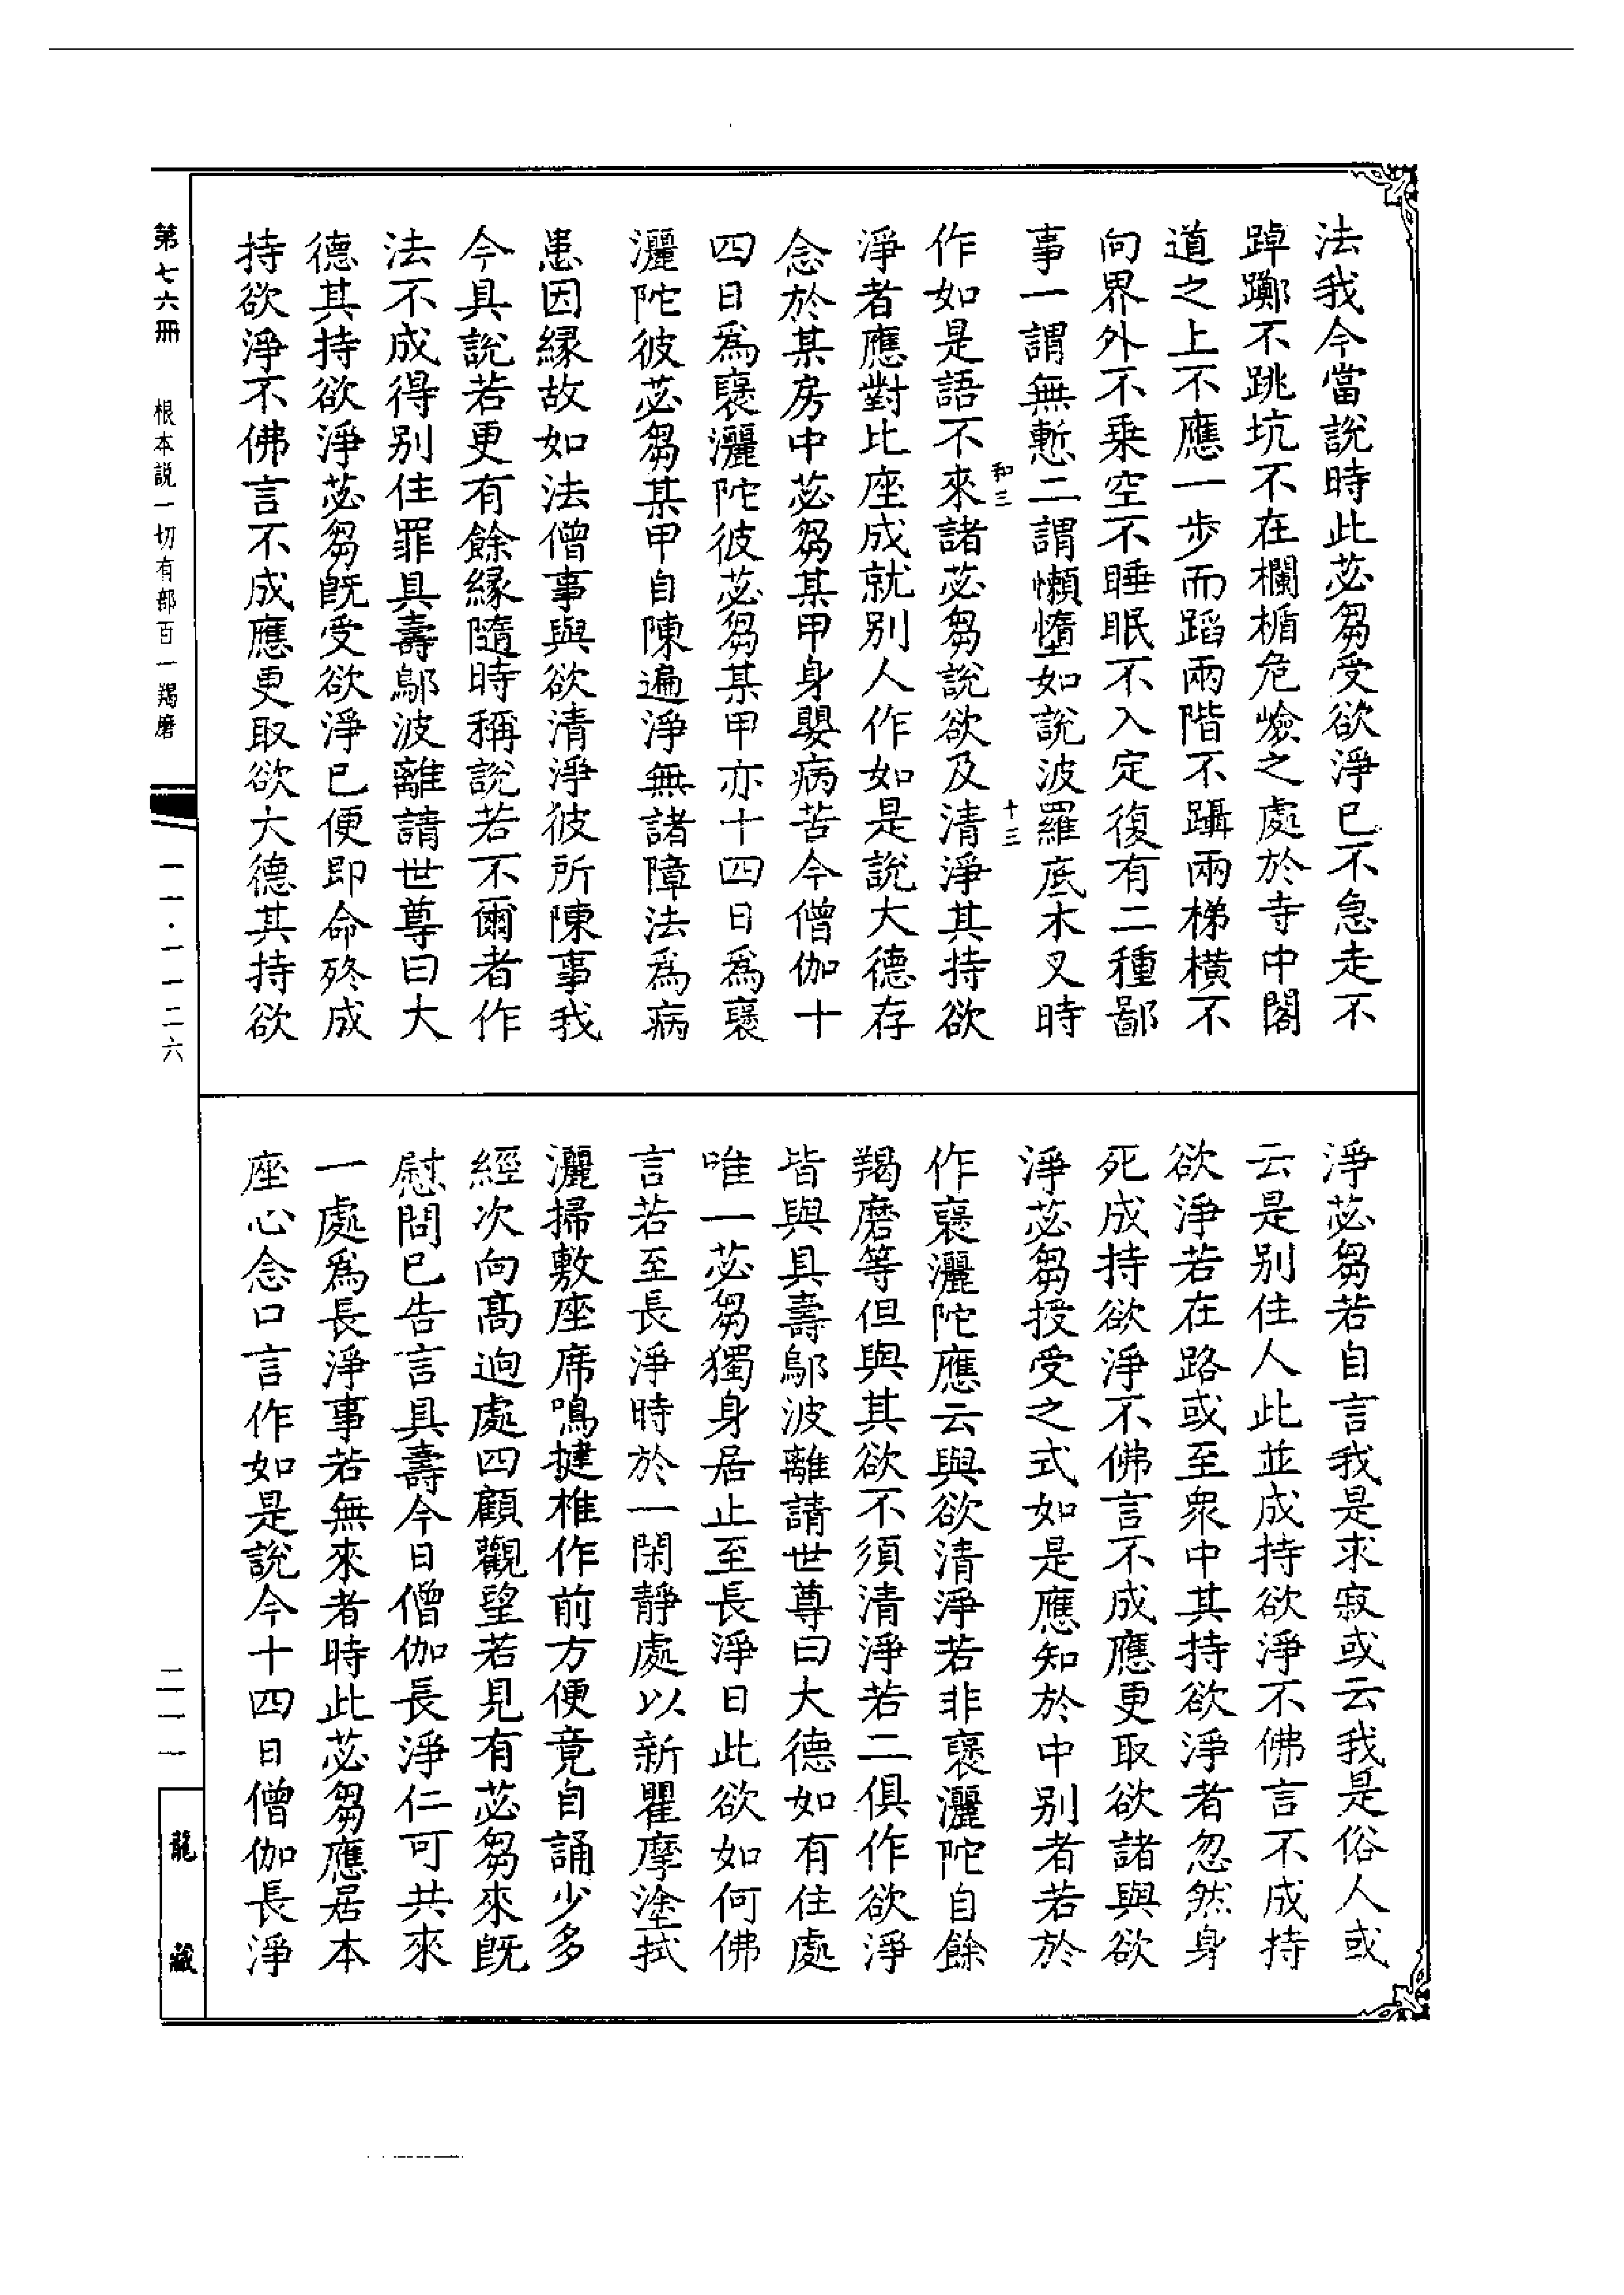 法我今當說時此苾芻受欲淨已不急走不
踔躑不跳坑不在欄楯危嶮之處於寺中閣
道之上不應一步而蹈兩階不躡兩梯橫不
向界外不乗空不睡眠不入定復有二種鄙
事一謂無慙二謂懶惰如說波羅底木叉時
和三
十三
作如是語不來諸苾芻說欲及清淨其持欲
淨者應對比座成就别人作如是說大德存
念於某房中苾芻某甲身嬰病苦今僧伽十
四日爲褒灑陀彼苾芻某甲亦十四日爲褒
灑陀彼苾芻某甲自陳遍淨無諸障法爲病
患因緣故如法僧事與欲清淨彼所陳事我
今具說若更有餘緣隨時稱說若不爾者作
法不成得别住罪具壽鄔波離請世尊曰大
德其持欲淨苾芻旣受欲淨已便即命終成
持欲淨不佛言不成應更取欲大德其持欲
淨苾芻若自言我是求寂或云我是俗人或
云是别住人此並成持欲淨不佛言不成持
欲淨若在路或至衆中其持欲淨者忽然身
死成持欲淨不佛言不成應更取欲諸與欲
淨苾芻授受之式如是應知於中别者若於
作褒灑陀應云與欲清淨若非褒灑陀自餘
羯磨等但與其欲不須清淨若二俱作欲淨
皆與具壽鄔波離請世尊曰大德如有住處
唯一苾芻獨身居止至長淨日此欲如何佛
言若至長淨時於一閑靜處以新瞿摩塗拭
灑掃敷座席鳴揵椎作前方便竟自誦少多
經次向高逈處四顧觀望若見有苾芻來旣
慰問已告言具壽今日僧伽長淨仁可共來
一處爲長淨事若無來者時此苾芻應居本
座心念口言作如是說今十四日僧伽長淨
第七六冊
根本説一切有部百一羯磨
一一·一一二六
二一一
龍藏